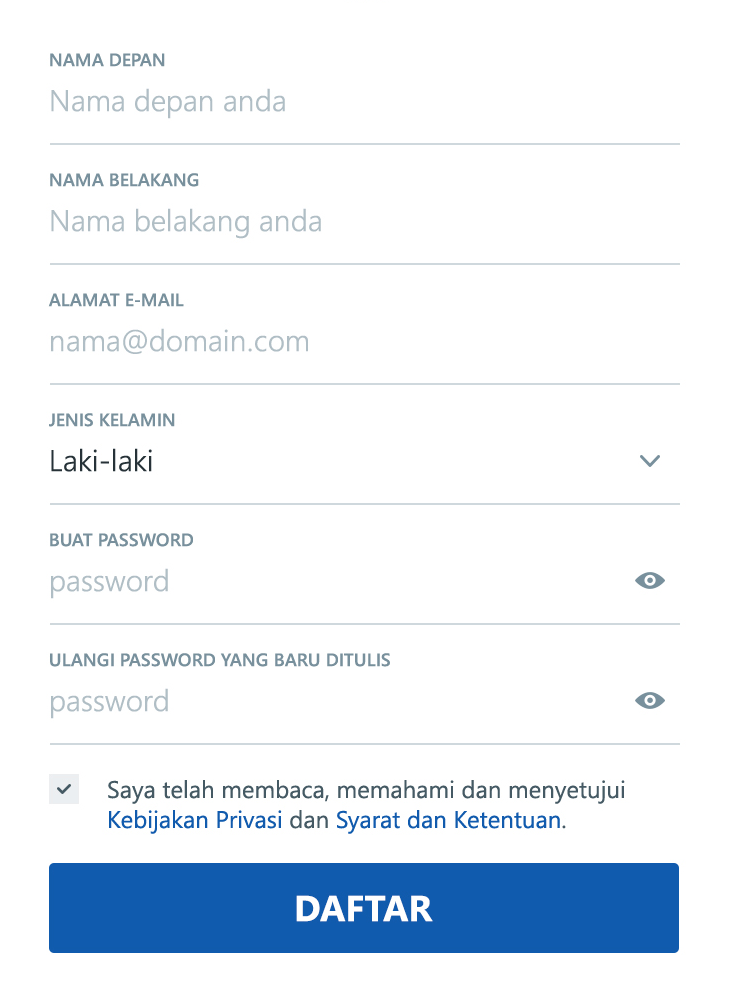 NAMA DEPAN
Nama depan anda
NAMA BELAKANG
Nama belakang anda
ALAMAT E-MAIL
nama@domain.com
JENIS KELAMIN
Laki-laki
BUAT PASSWORD
password
ULANGI PASSWORD YANG BARU DITULIS
password
Saya telah membaca, memahami dan menyetujui
Kebijakan Privasi dan Syarat dan Ketentuan.
DAFTAR